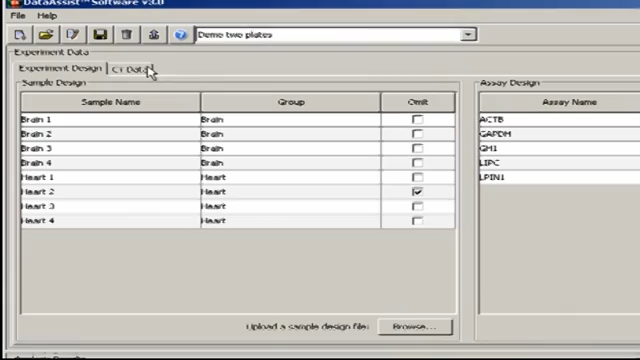 DataAssist™ Software v3.0
File Help
Demo two plates
Experiment Data
Experiment Design CT Data
Sample Design
Sample Name Group Omit
Brain 1 Brain
Brain 2 Brain
Brain 3 Brain
Brain 4 Brain
Heart 1 Heart
Heart 2 Heart
Heart 3 Heart
Heart 4 Heart
Upload a sample design file: Browse...
Assay Design
Assay Name
ACTB
GAPDH
GH1
LIPC
LPIN1